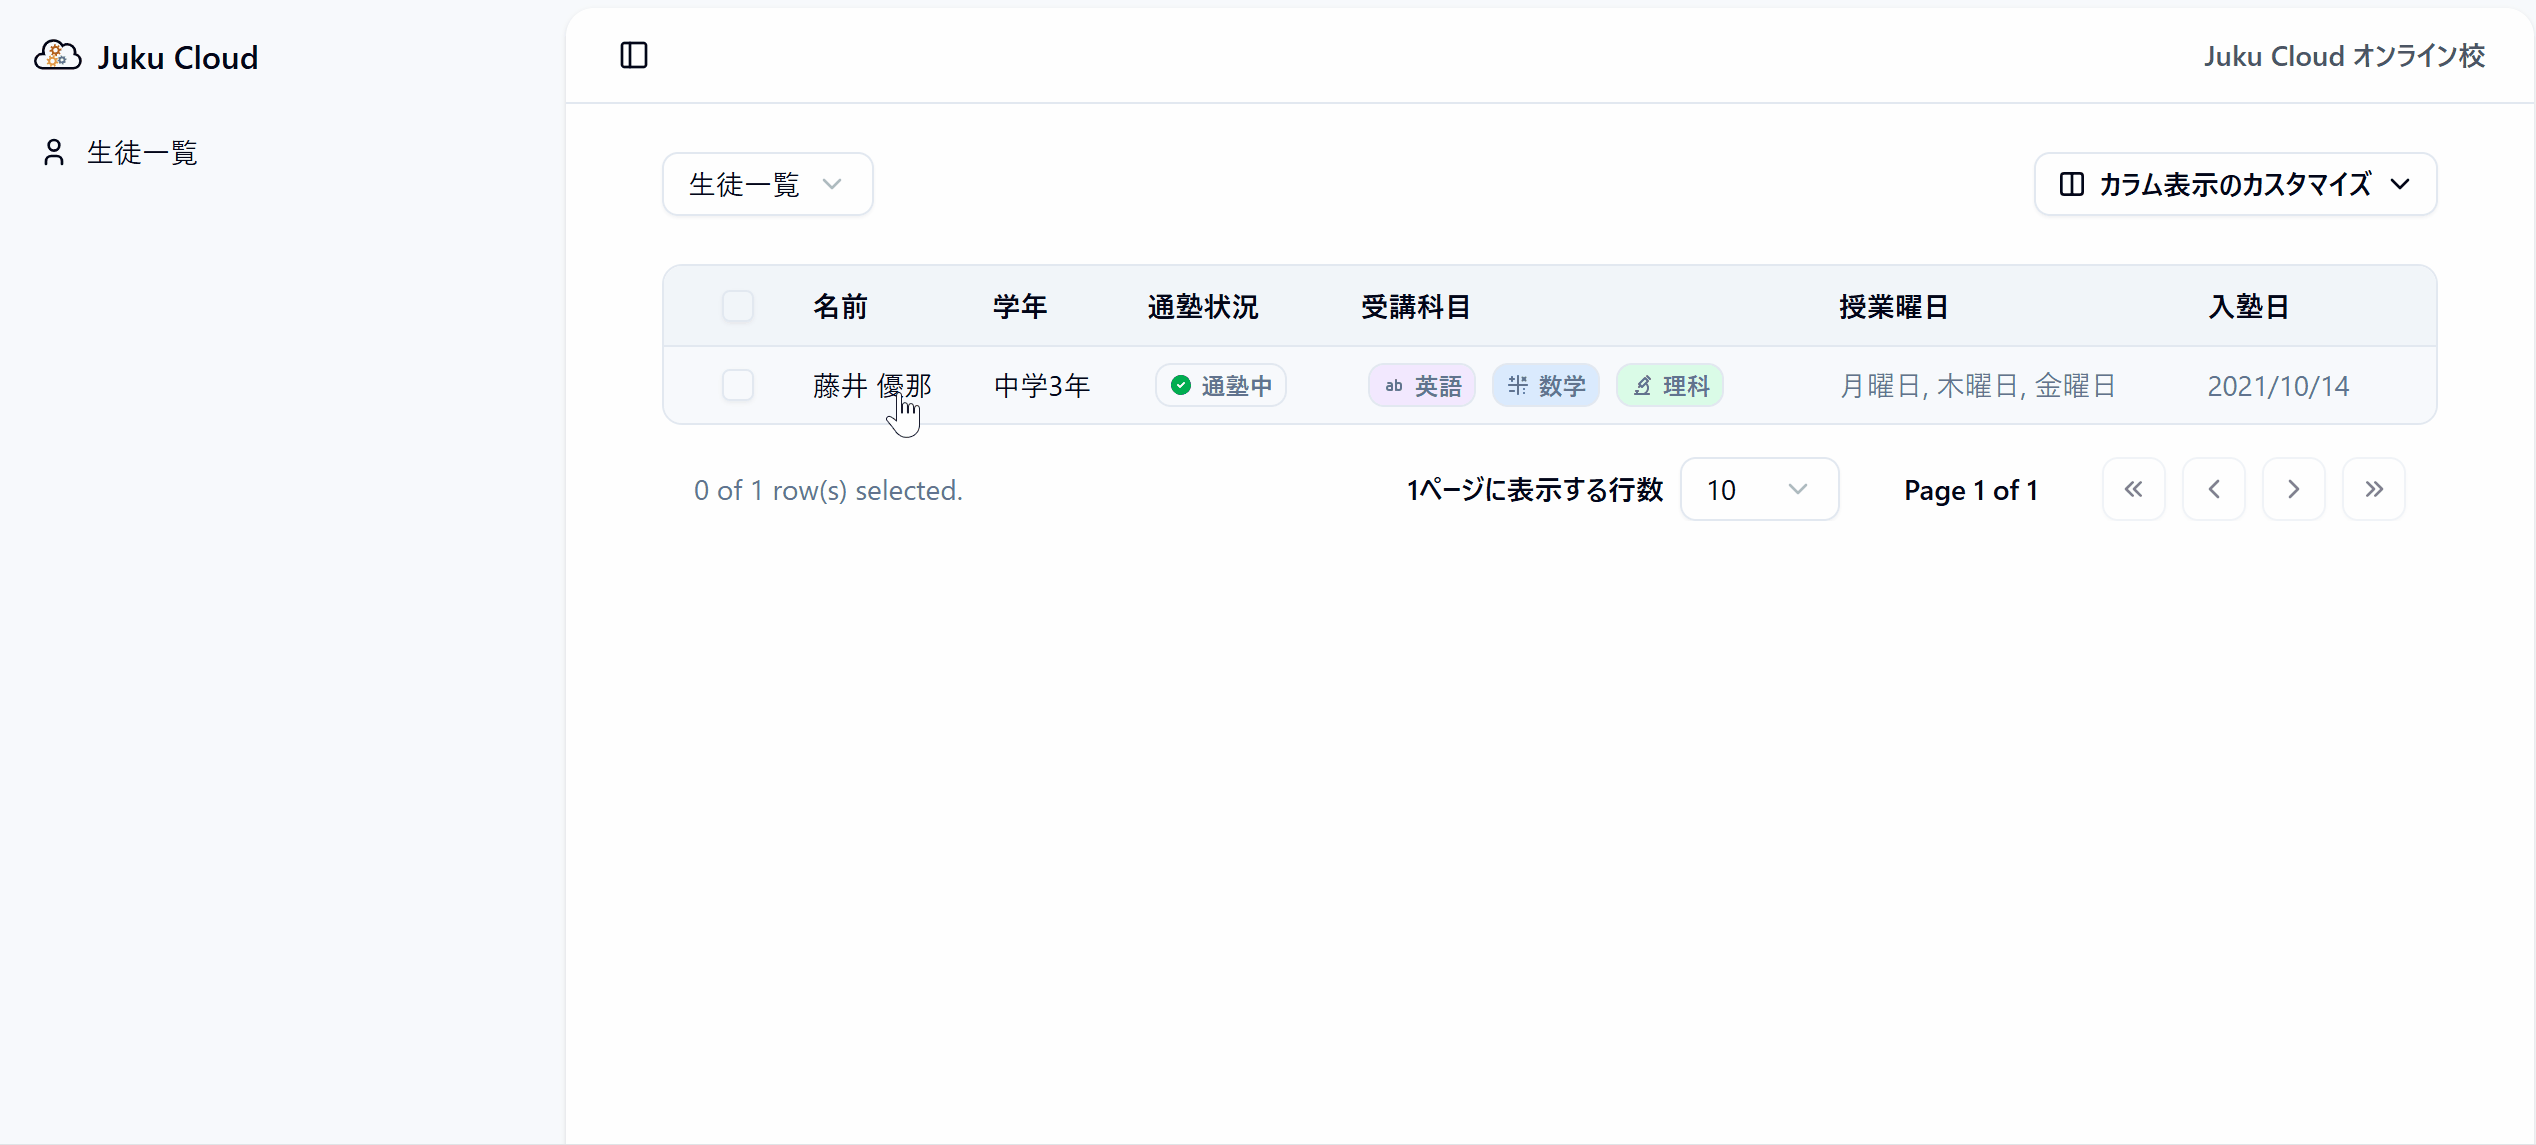 Juku Cloud
Juku Cloud オンライン校
生徒一覧
生徒一覧
カラム表示のカスタマイズ
名前 学年 通塾状況 受講科目 授業曜日 入塾日
藤井 優那 中学3年 通塾中 ab 英語 数学 理科 月曜日, 木曜日, 金曜日 2021/10/14
0 of 1 row(s) selected. 1ページに表示する行数 10 Page 1 of 1